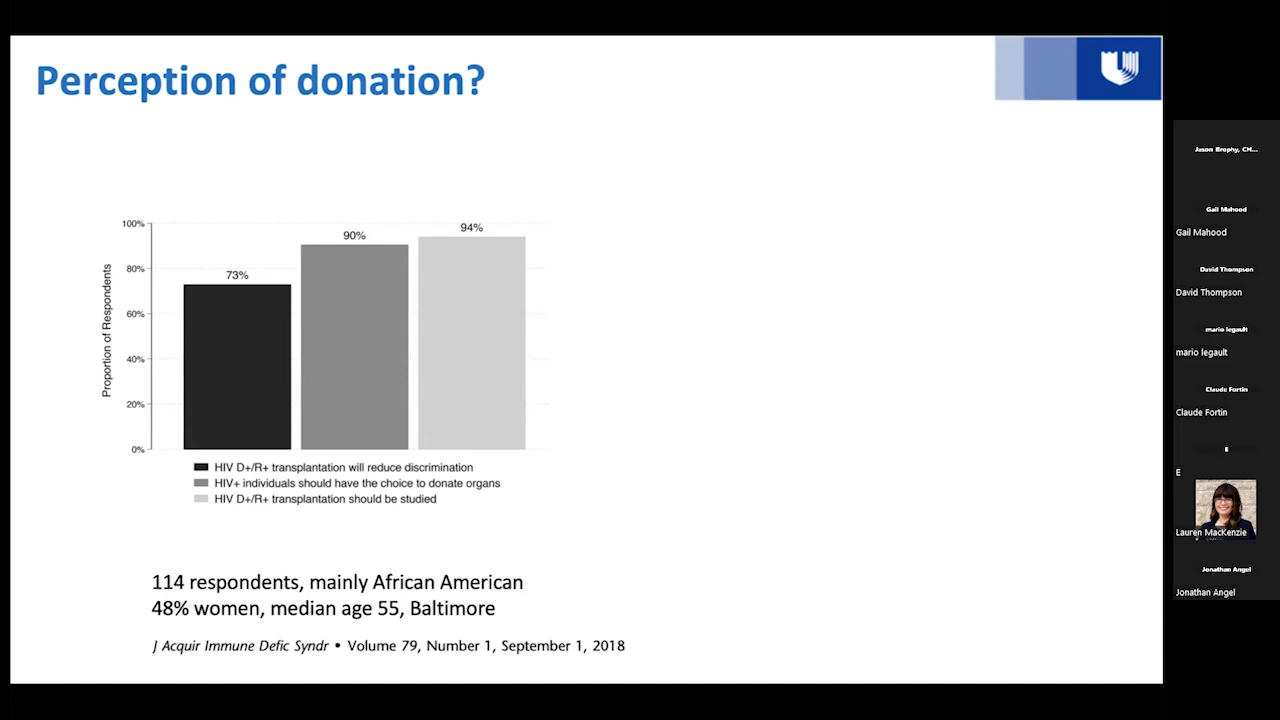 Perception of donation?
100%
80%
60%
40%
20%
0%
Proportion of Respondents
73%
90%
94%
HIV D+/R+ transplantation will reduce discrimination
HIV+ individuals should have the choice to donate organs
HIV D+/R+ transplantation should be studied
114 respondents, mainly African American
48% women, median age 55, Baltimore
J Acquir Immune Defic Syndr • Volume 79, Number 1, September 1, 2018
Jason Brophy, CH...
Gail Mahood
Gail Mahood
David Thompson
David Thompson
mario legault
mario legault
Claude Fortin
Claude Fortin
E
E
Lauren MacKenzie
Jonathan Angel
Jonathan Angel